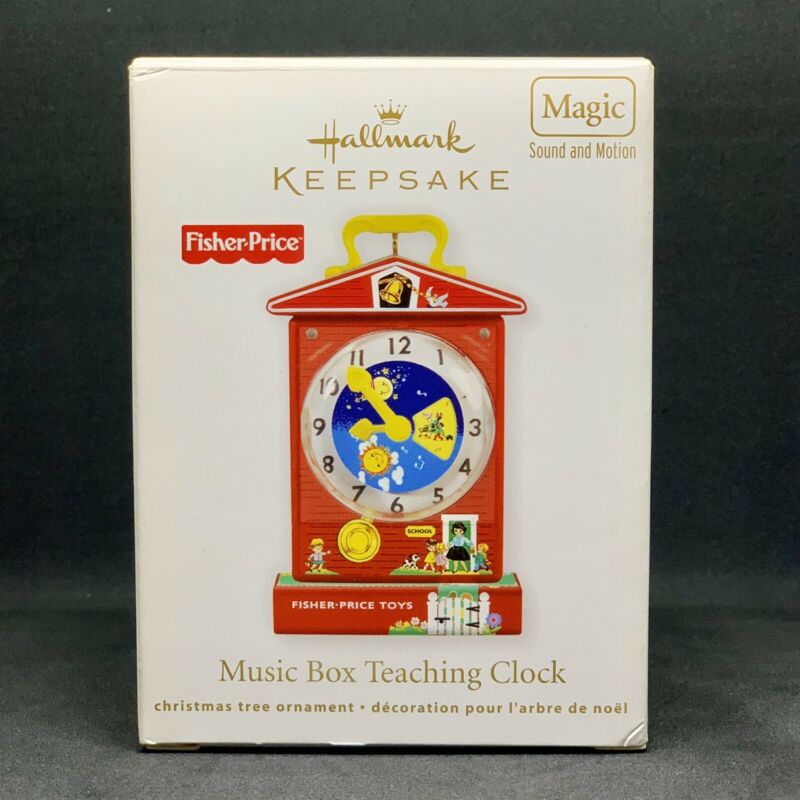 Hallmark
KEEPSAKE
Magic
Sound and Motion
Fisher-Price™
12
1
2
3
4
5
6
7
8
9
10
11
SCHOOL
FISHER-PRICE TOYS
Music Box Teaching Clock
christmas tree ornament • décoration pour l'arbre de noël